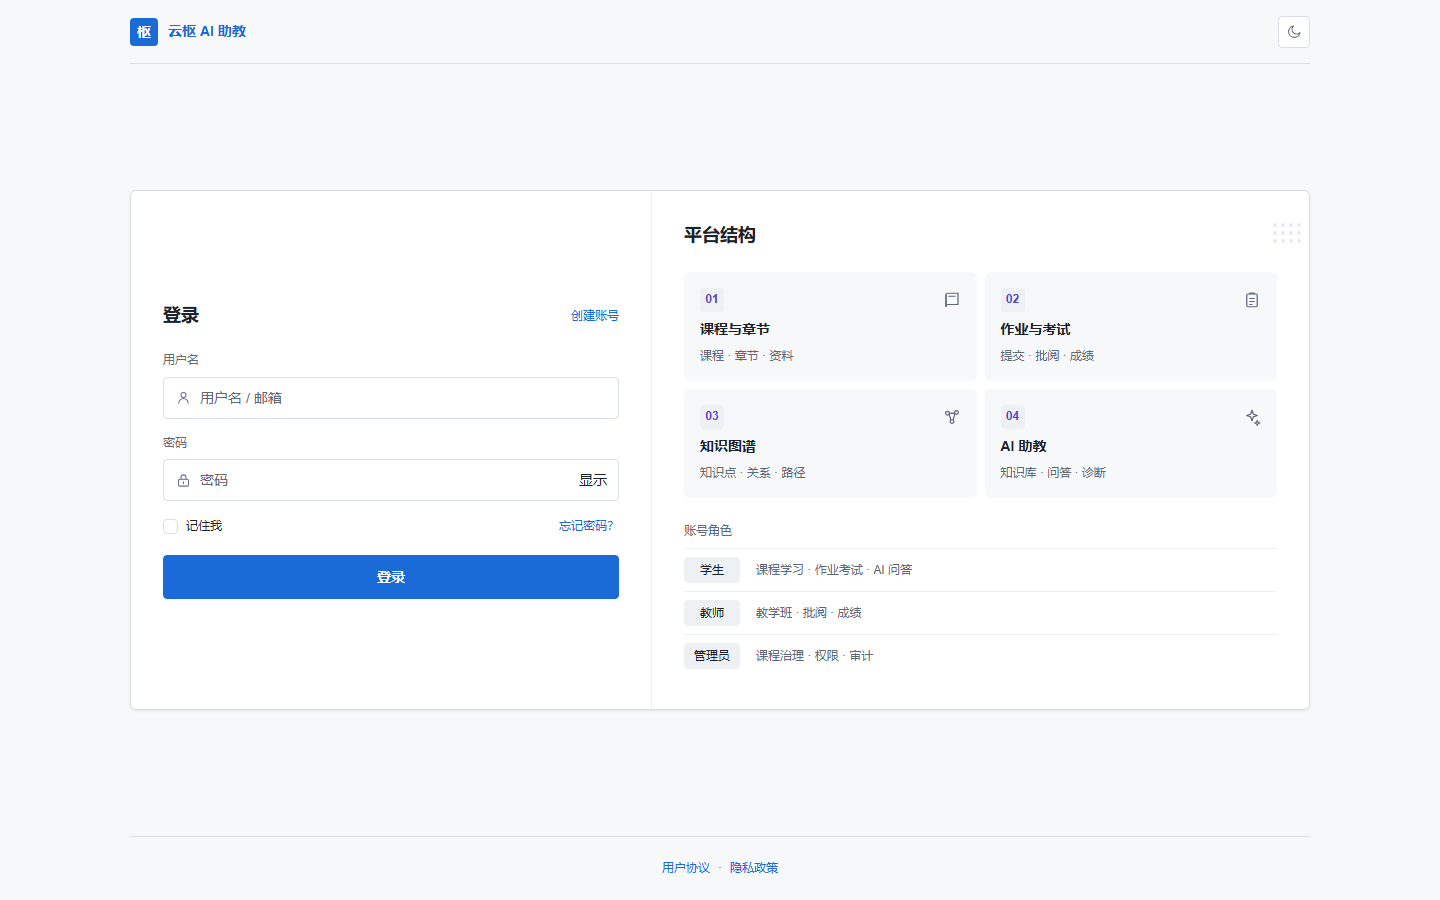 枢 云枢 AI 助教
登录
创建账号
用户名
用户名 / 邮箱
密码
密码
显示
记住我
忘记密码?
登录
平台结构
01
课程与章节
课程 · 章节 · 资料
02
作业与考试
提交 · 批阅 · 成绩
03
知识图谱
知识点 · 关系 · 路径
04
AI 助教
知识库 · 问答 · 诊断
账号角色
学生 课程学习 · 作业考试 · AI 问答
教师 教学班 · 批阅 · 成绩
管理员 课程治理 · 权限 · 审计
用户协议 · 隐私政策